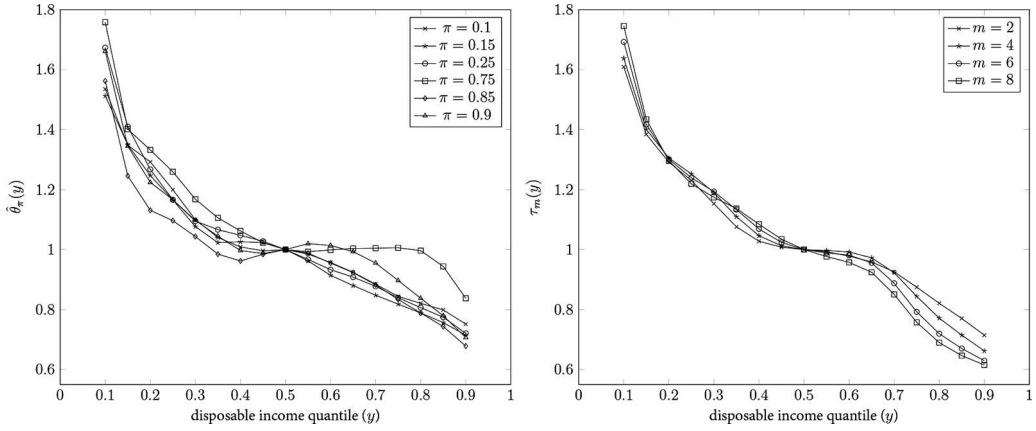 1.8
1.6
1.4
1.2
1
0.8
0.6
θ̂π(y)
π = 0.1
π = 0.15
π = 0.25
π = 0.75
π = 0.85
π = 0.9
0 0.1 0.2 0.3 0.4 0.5 0.6 0.7 0.8 0.9 1
disposable income quantile (y)
1.8
1.6
1.4
1.2
1
0.8
0.6
τm(y)
m = 2
m = 4
m = 6
m = 8
0 0.1 0.2 0.3 0.4 0.5 0.6 0.7 0.8 0.9 1
disposable income quantile (y)